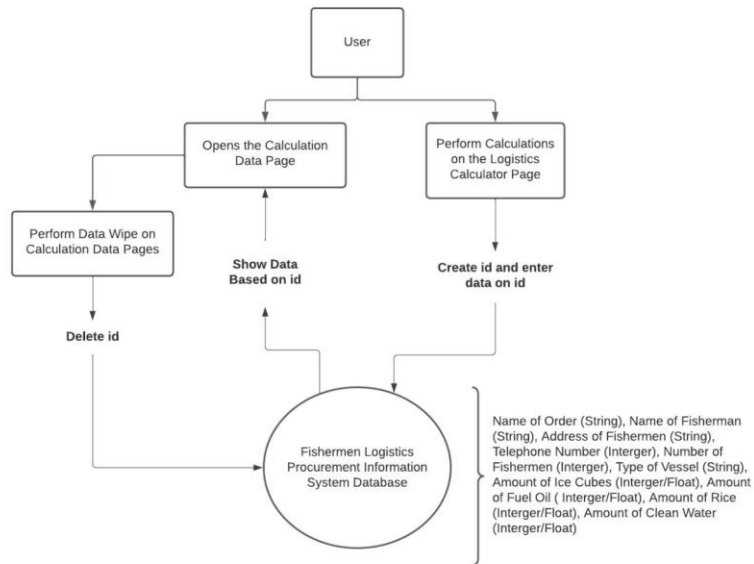 User
Opens the Calculation
Data Page
Perform Calculations
on the Logistics
Calculator Page
Perform Data Wipe on
Calculation Data Pages
Show Data
Based on id
Create id and enter
data on id
Delete id
Fishermen Logistics
Procurement Information
System Database
Name of Order (String), Name of Fisherman
(String), Address of Fishermen (String),
Telephone Number (Interger), Number of
Fishermen (Interger), Type of Vessel (String),
Amount of Ice Cubes (Interger/Float), Amount
of Fuel Oil ( Interger/Float), Amount of Rice
(Interger/Float), Amount of Clean Water
(Interger/Float)